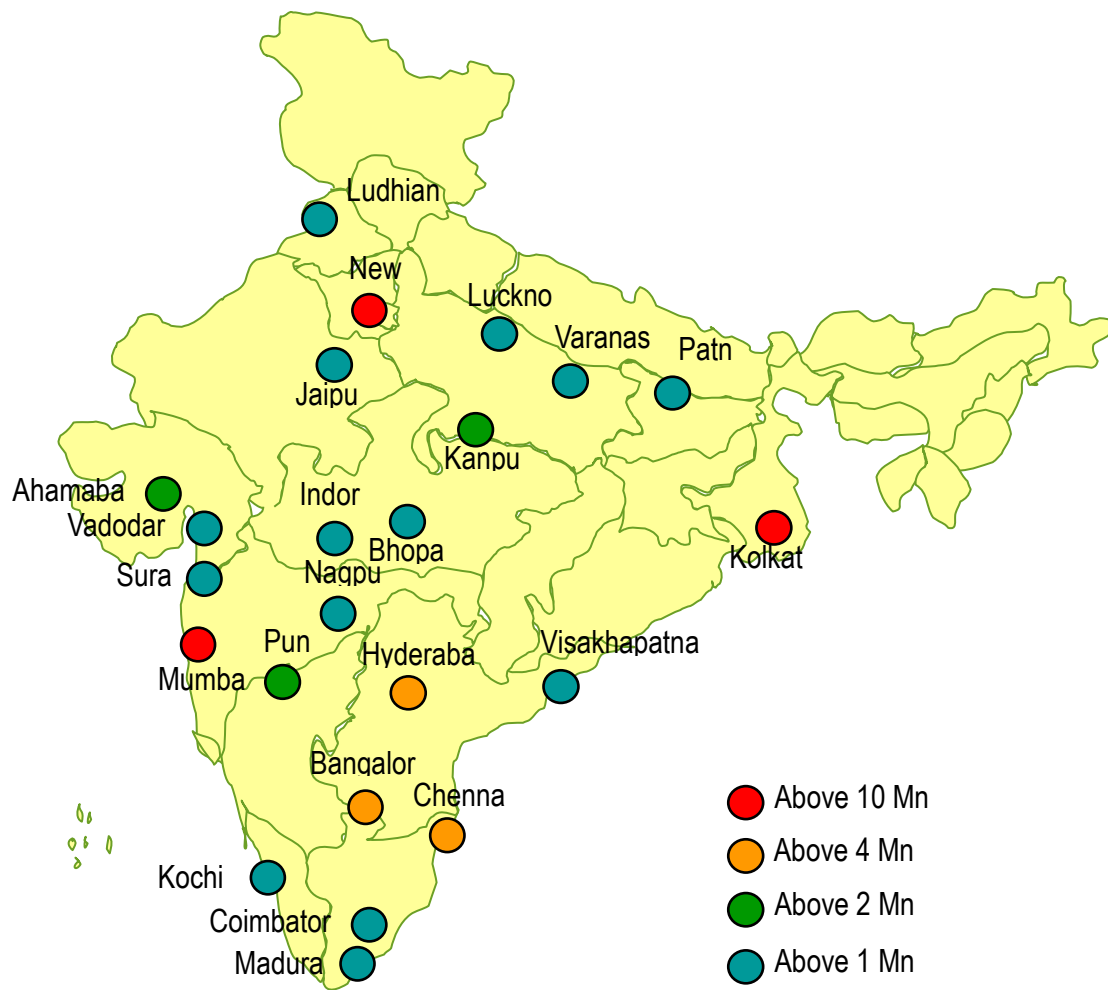 Ludhian
New
Luckno
Varanas
Patn
Jaipu
Kanpu
Ahamaba
Indor
Vadodar
Bhopa
Kolkat
Sura
Nagpu
Pun
Visakhapatna
Hyderaba
Mumba
Bangalor
Chenna
Above 10 Mn
Above 4 Mn
Kochi
Above 2 Mn
Coimbator
Madura
Above 1 Mn